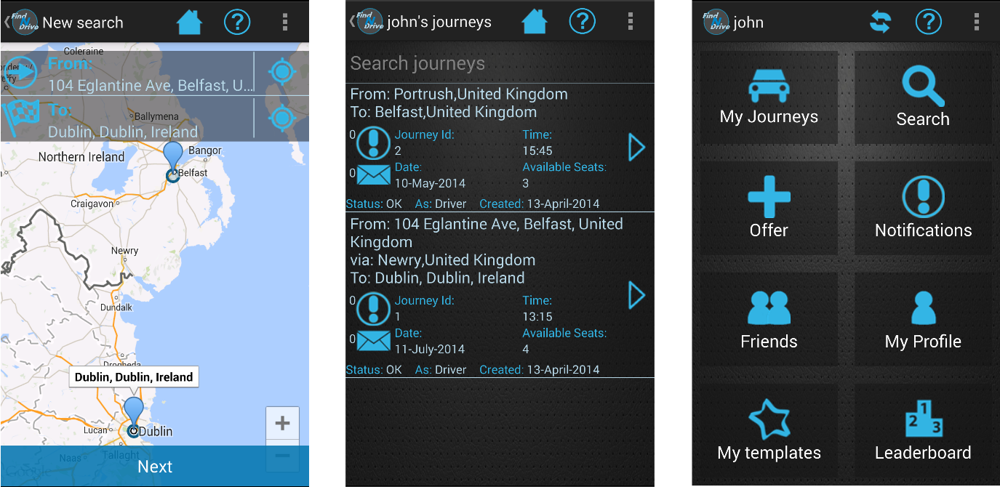 Find N Drive
New search
Coleraine
From:
104 Eglantine Ave, Belfast, U...
To:
Ballymena
Dublin, Dublin, Ireland
Northern Ireland
Bangor
Belfast
Craigavon
Newry
Dundalk
Drogheda
Dublin, Dublin, Ireland
Lucan
Dublin
Naas
Tallaght
+
−
Next
Find N Drive
john's journeys
Search journeys
From: Portrush,United Kingdom
To: Belfast,United Kingdom
0 Journey Id: Time:
2 15:45
0 Date: Available Seats:
10-May-2014 3
Status: OK As: Driver Created: 13-April-2014
From: 104 Eglantine Ave, Belfast, United
Kingdom
via: Newry,United Kingdom
To: Dublin, Dublin, Ireland
0 Journey Id: Time:
1 13:15
0 Date: Available Seats:
11-July-2014 4
Status: OK As: Driver Created: 13-April-2014
Find N Drive
john
My Journeys
Search
Offer
Notifications
Friends
My Profile
My templates
1
2
3
Leaderboard